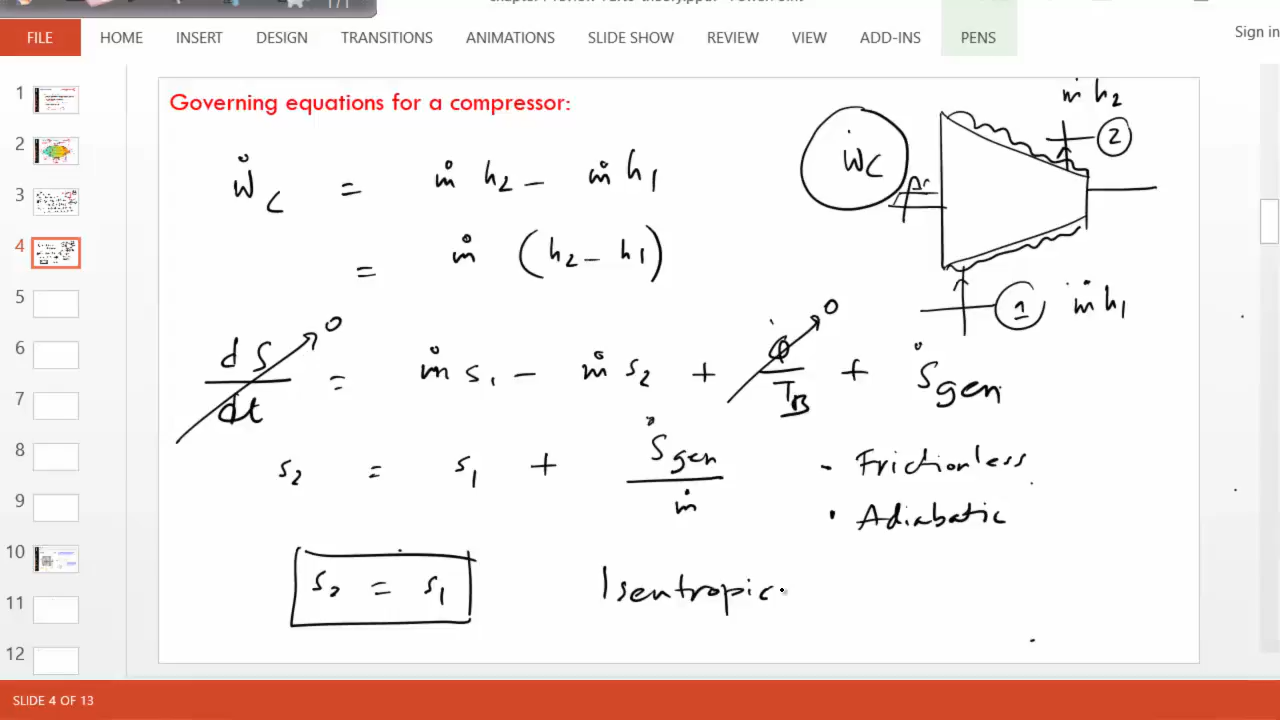 FILE HOME INSERT DESIGN TRANSITIONS ANIMATIONS SLIDE SHOW REVIEW VIEW ADD-INS PENS Sign in
1
2
3
4
5
6
7
8
9
10
11
12
Governing equations for a compressor:
Ẇc = ṁ h2 - ṁ h1
= ṁ (h2 - h1)
dS/dt → 0 = ṁ s1 - ṁ s2 + Q̇/TB → 0 + Ṡgen
s2 = s1 + Ṡgen/ṁ
- Frictionless
• Adiabatic
s2 = s1 Isentropic
ṁ h2
2
Ẇc
1 ṁ h1
SLIDE 4 OF 13